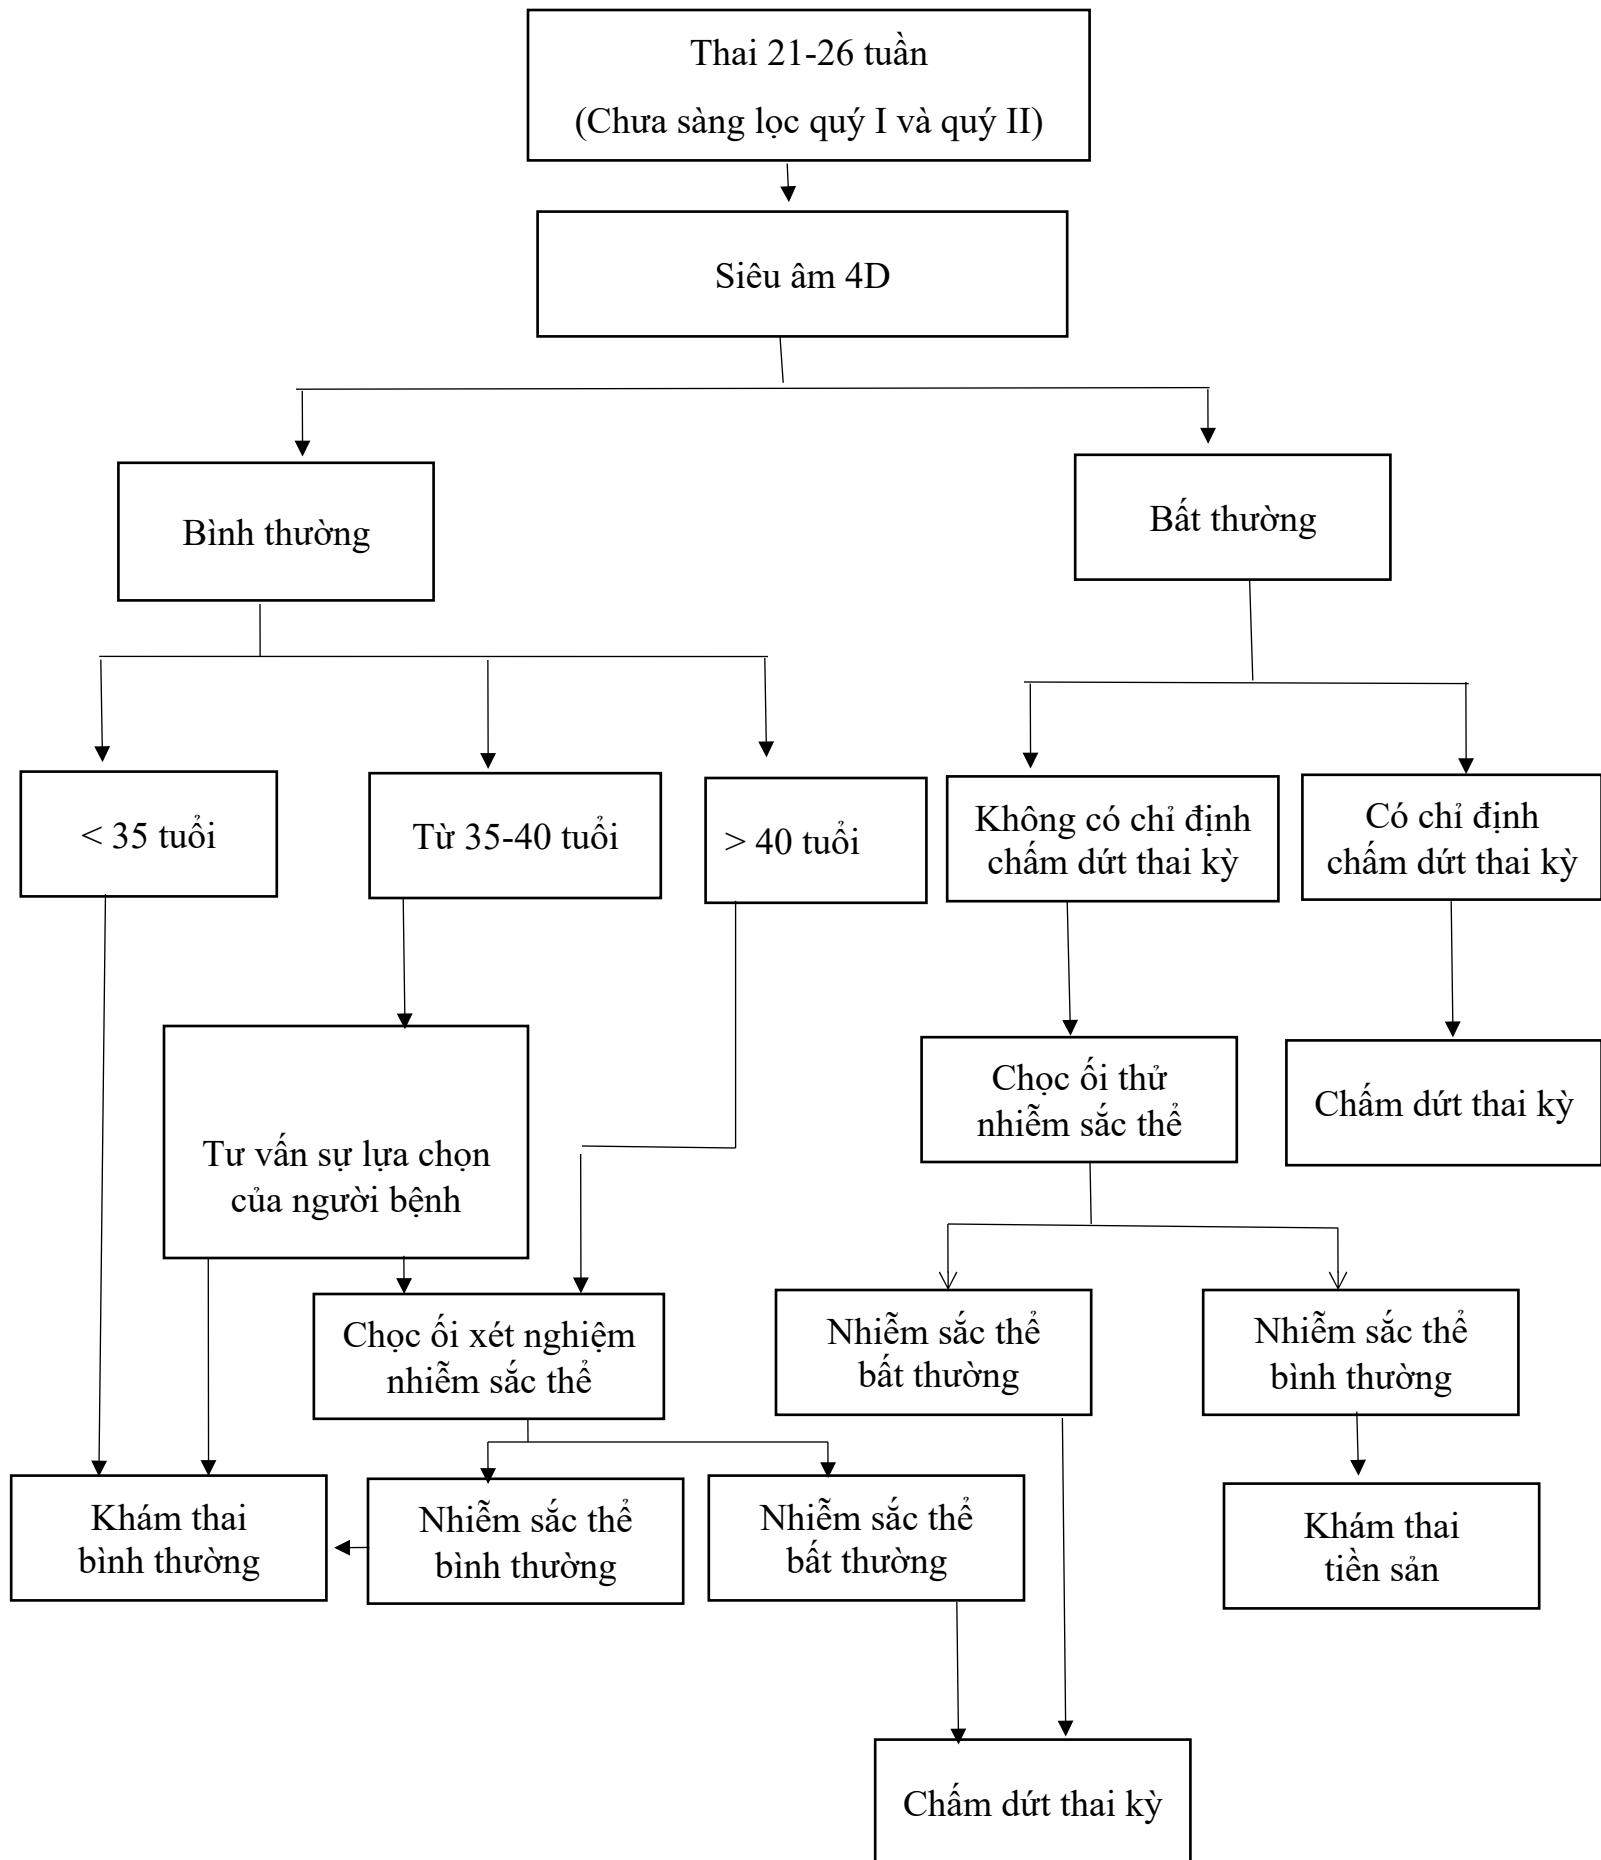 Thai 21-26 tuần
(Chưa sàng lọc quý I và quý II)
Siêu âm 4D
Bình thường
Bất thường
< 35 tuổi
Từ 35-40 tuổi
> 40 tuổi
Không có chỉ định
chấm dứt thai kỳ
Có chỉ định
chấm dứt thai kỳ
Tư vấn sự lựa chọn
của người bệnh
Chọc ối thử
nhiễm sắc thể
Chấm dứt thai kỳ
Chọc ối xét nghiệm
nhiễm sắc thể
Nhiễm sắc thể
bất thường
Nhiễm sắc thể
bình thường
Khám thai
bình thường
Nhiễm sắc thể
bình thường
Nhiễm sắc thể
bất thường
Khám thai
tiền sản
Chấm dứt thai kỳ